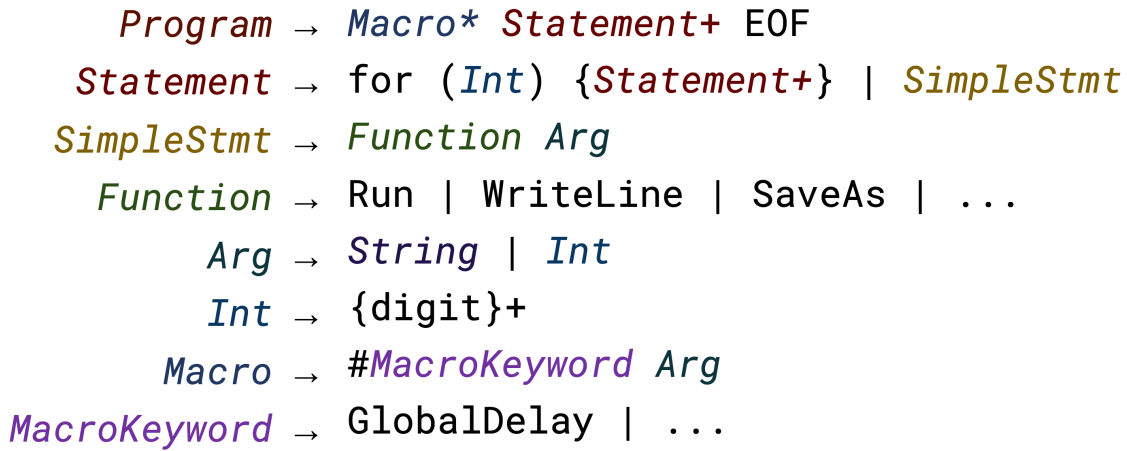 Program → Macro* Statement+ EOF
Statement → for (Int) {Statement+} | SimpleStmt
SimpleStmt → Function Arg
Function → Run | WriteLine | SaveAs | ...
Arg → String | Int
Int → {digit}+
Macro → #MacroKeyword Arg
MacroKeyword → GlobalDelay | ...